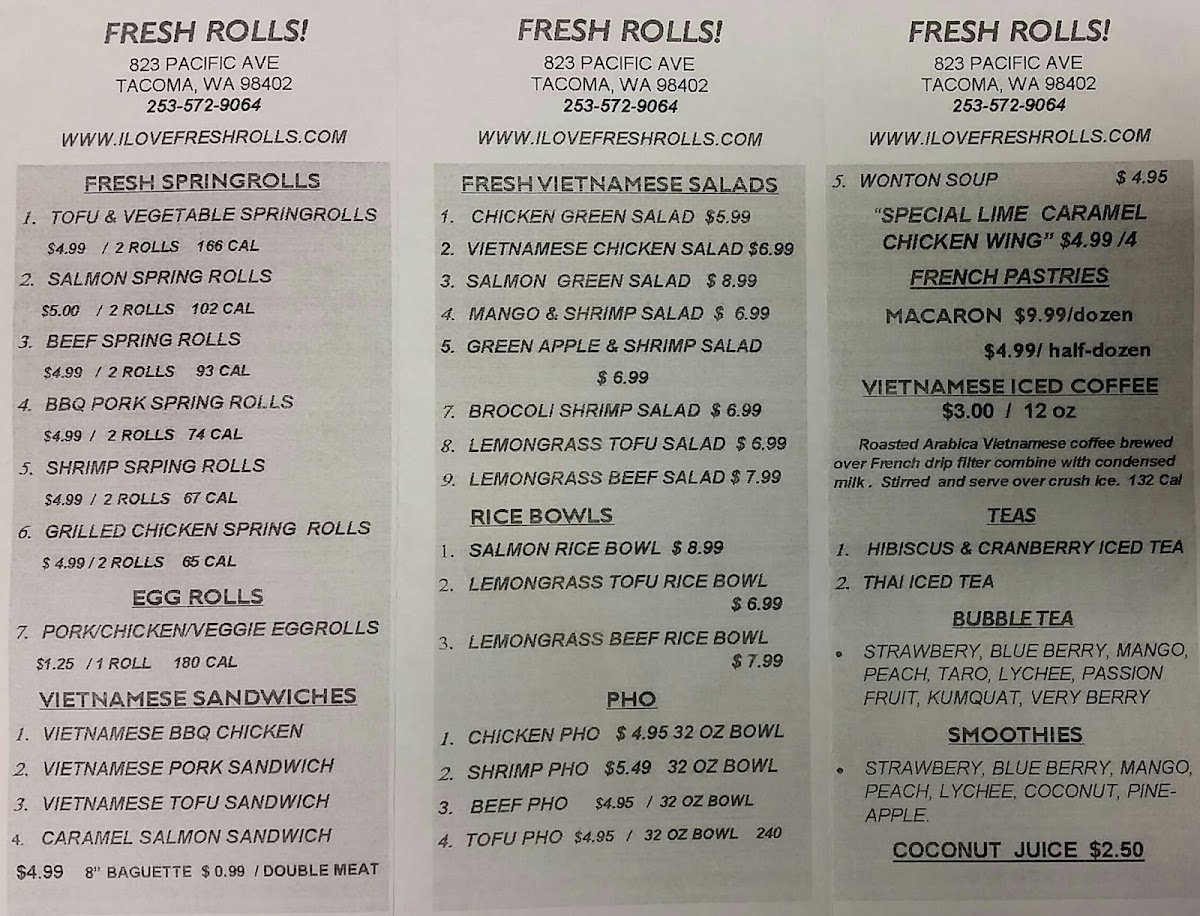 FRESH ROLLS!
823 PACIFIC AVE
TACOMA, WA 98402
253-572-9064
WWW.ILOVEFRESHROLLS.COM
FRESH SPRINGROLLS
1. TOFU & VEGETABLE SPRINGROLLS
$4.99 / 2 ROLLS 166 CAL
2. SALMON SPRING ROLLS
$5.00 / 2 ROLLS 102 CAL
3. BEEF SPRING ROLLS
$4.99 / 2 ROLLS 93 CAL
4. BBQ PORK SPRING ROLLS
$4.99 / 2 ROLLS 74 CAL
5. SHRIMP SRPING ROLLS
$4.99 / 2 ROLLS 67 CAL
6. GRILLED CHICKEN SPRING ROLLS
$ 4.99 / 2 ROLLS 65 CAL
EGG ROLLS
7. PORK/CHICKEN/VEGGIE EGGROLLS
$1.25 / 1 ROLL 180 CAL
VIETNAMESE SANDWICHES
1. VIETNAMESE BBQ CHICKEN
2. VIETNAMESE PORK SANDWICH
3. VIETNAMESE TOFU SANDWICH
4. CARAMEL SALMON SANDWICH
$4.99 8" BAGUETTE $ 0.99 / DOUBLE MEAT
FRESH ROLLS!
823 PACIFIC AVE
TACOMA, WA 98402
253-572-9064
WWW.ILOVEFRESHROLLS.COM
FRESH VIETNAMESE SALADS
1. CHICKEN GREEN SALAD $5.99
2. VIETNAMESE CHICKEN SALAD $6.99
3. SALMON GREEN SALAD $ 8.99
4. MANGO & SHRIMP SALAD $ 6.99
5. GREEN APPLE & SHRIMP SALAD
$ 6.99
7. BROCOLI SHRIMP SALAD $ 6.99
8. LEMONGRASS TOFU SALAD $ 6.99
9. LEMONGRASS BEEF SALAD $ 7.99
RICE BOWLS
1. SALMON RICE BOWL $ 8.99
2. LEMONGRASS TOFU RICE BOWL
$ 6.99
3. LEMONGRASS BEEF RICE BOWL
$ 7.99
PHO
1. CHICKEN PHO $ 4.95 32 OZ BOWL
2. SHRIMP PHO $5.49 32 OZ BOWL
3. BEEF PHO $4.95 / 32 OZ BOWL
4. TOFU PHO $4.95 / 32 OZ BOWL 240
FRESH ROLLS!
823 PACIFIC AVE
TACOMA, WA 98402
253-572-9064
WWW.ILOVEFRESHROLLS.COM
5. WONTON SOUP $ 4.95
"SPECIAL LIME CARAMEL
CHICKEN WING" $4.99 /4
FRENCH PASTRIES
MACARON $9.99/dozen
$4.99/ half-dozen
VIETNAMESE ICED COFFEE
$3.00 / 12 oz
Roasted Arabica Vietnamese coffee brewed
over French drip filter combine with condensed
milk . Stirred and serve over crush ice. 132 Cal
TEAS
1. HIBISCUS & CRANBERRY ICED TEA
2. THAI ICED TEA
BUBBLE TEA
• STRAWBERY, BLUE BERRY, MANGO,
PEACH, TARO, LYCHEE, PASSION
FRUIT, KUMQUAT, VERY BERRY
SMOOTHIES
• STRAWBERY, BLUE BERRY, MANGO,
PEACH, LYCHEE, COCONUT, PINE-
APPLE.
COCONUT JUICE $2.50